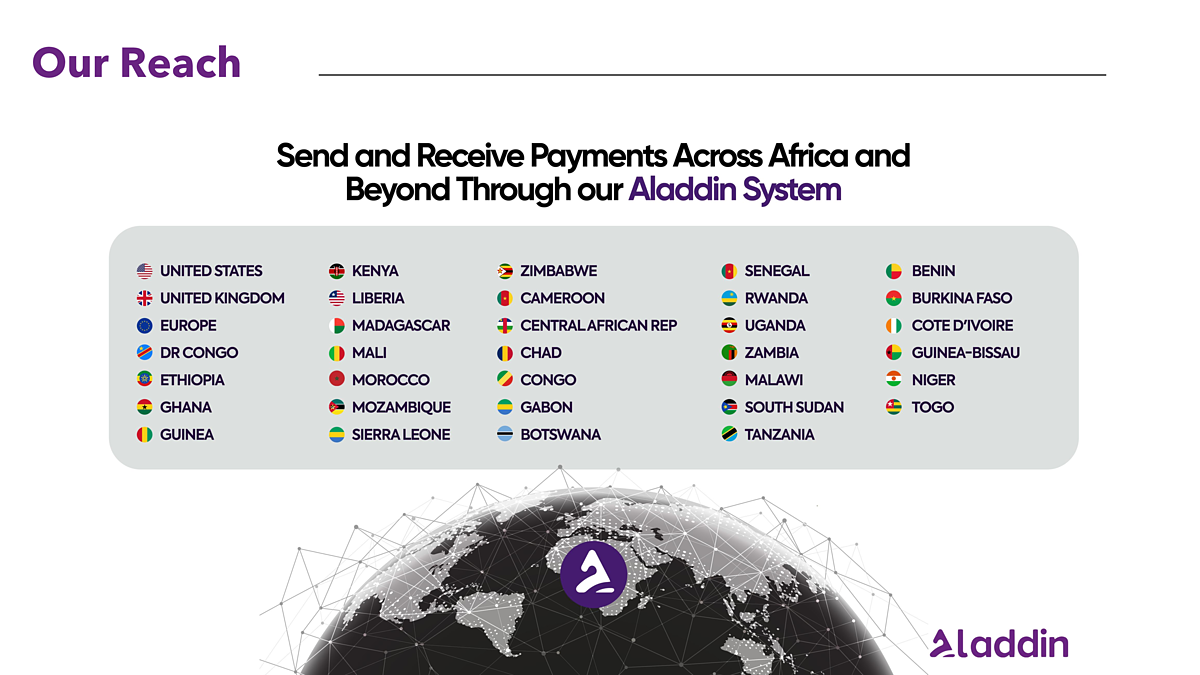 Our Reach
Send and Receive Payments Across Africa and
Beyond Through our Aladdin System
UNITED STATES
UNITED KINGDOM
EUROPE
DR CONGO
ETHIOPIA
GHANA
GUINEA
KENYA
LIBERIA
MADAGASCAR
MALI
MOROCCO
MOZAMBIQUE
SIERRA LEONE
ZIMBABWE
CAMEROON
CENTRAL AFRICAN REP
CHAD
CONGO
GABON
BOTSWANA
SENEGAL
RWANDA
UGANDA
ZAMBIA
MALAWI
SOUTH SUDAN
TANZANIA
BENIN
BURKINA FASO
COTE D'IVOIRE
GUINEA-BISSAU
NIGER
TOGO
Aladdin